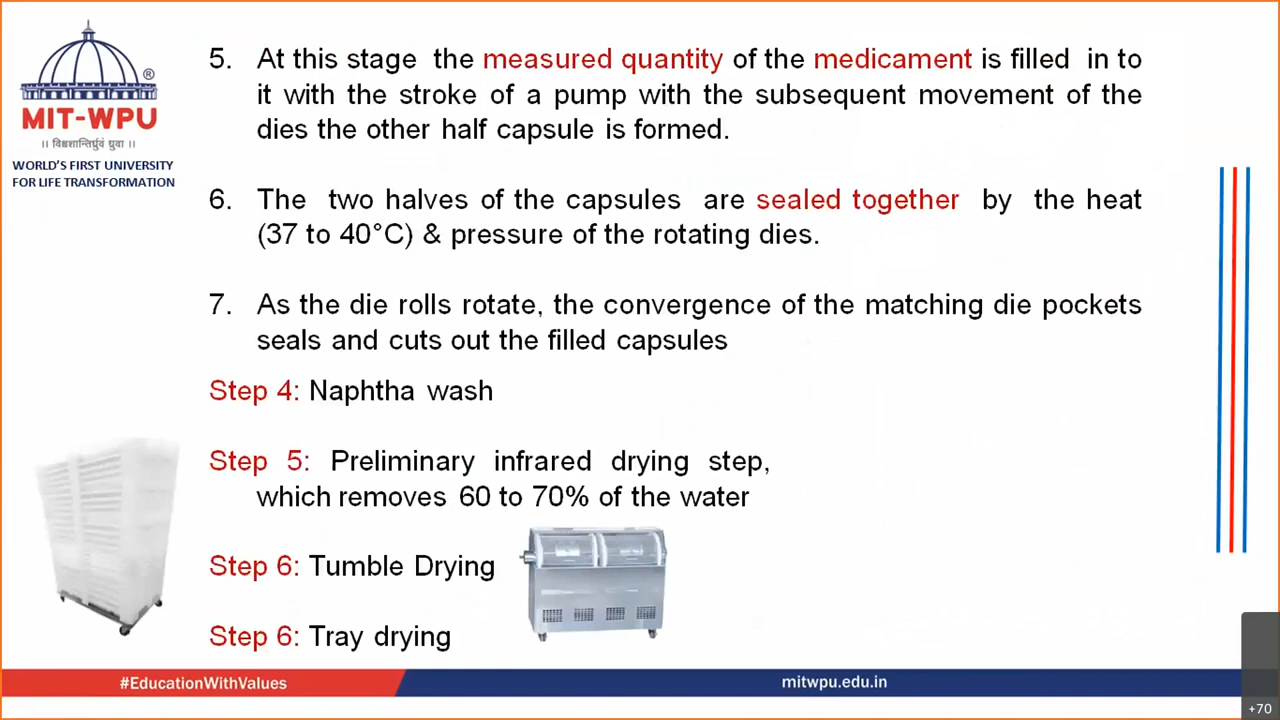 5. At this stage the measured quantity of the medicament is filled in to
it with the stroke of a pump with the subsequent movement of the
dies the other half capsule is formed.
®
MIT-WPU
|| विश्वशान्तिर्ध्रुवं ध्रुवा ||
WORLD'S FIRST UNIVERSITY
FOR LIFE TRANSFORMATION
6. The two halves of the capsules are sealed together by the heat
(37 to 40°C) & pressure of the rotating dies.
7. As the die rolls rotate, the convergence of the matching die pockets
seals and cuts out the filled capsules
Step 4: Naphtha wash
Step 5: Preliminary infrared drying step,
which removes 60 to 70% of the water
Step 6: Tumble Drying
Step 6: Tray drying
#EducationWithValues
mitwpu.edu.in
+70